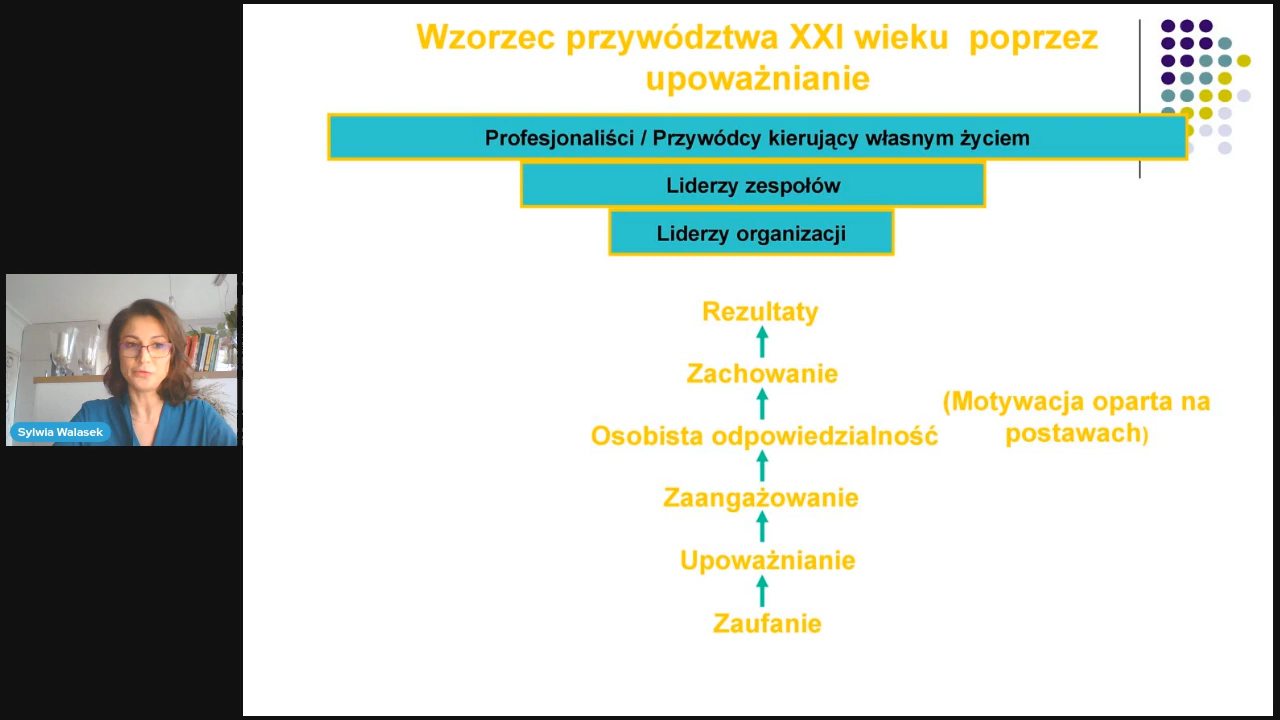 Wzorzec przywództwa XXI wieku poprzez
upoważnianie
Profesjonaliści / Przywódcy kierujący własnym życiem
Liderzy zespołów
Liderzy organizacji
Rezultaty
Zachowanie
Osobista odpowiedzialność
(Motywacja oparta na
postawach)
Zaangażowanie
Upoważnianie
Zaufanie
Sylwia Walasek